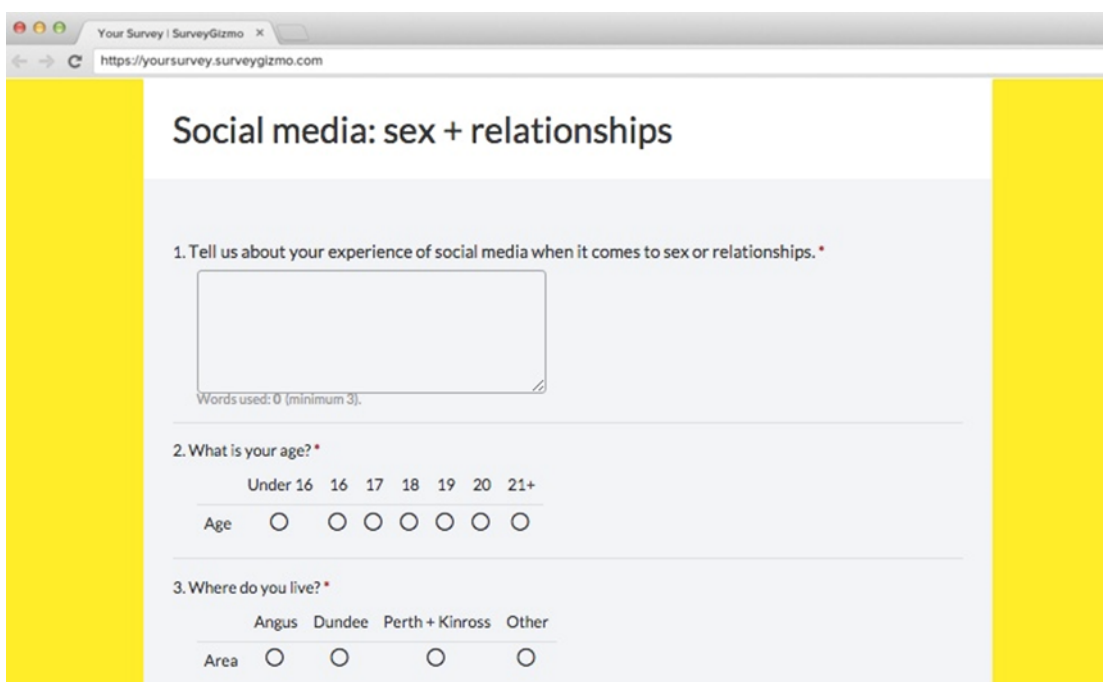 Your Survey | SurveyGizmo ×
https://yoursurvey.surveygizmo.com
Social media: sex + relationships
1. Tell us about your experience of social media when it comes to sex or relationships. *
Words used: 0 (minimum 3).
2. What is your age? *
Under 16 16 17 18 19 20 21+
Age
3. Where do you live? *
Angus Dundee Perth + Kinross Other
Area